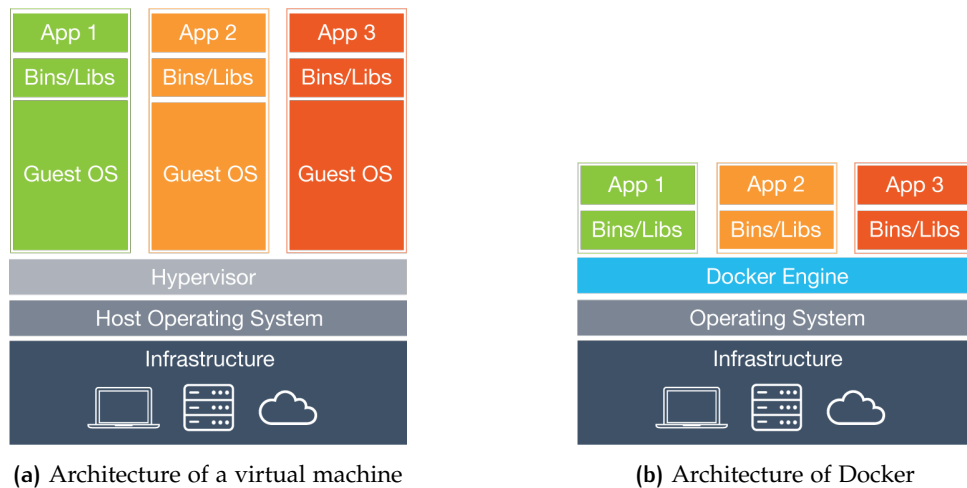 App 1
App 2
App 3
Bins/Libs
Bins/Libs
Bins/Libs
Guest OS
Guest OS
Guest OS
Hypervisor
Host Operating System
Infrastructure
(a) Architecture of a virtual machine
App 1
App 2
App 3
Bins/Libs
Bins/Libs
Bins/Libs
Docker Engine
Operating System
Infrastructure
(b) Architecture of Docker